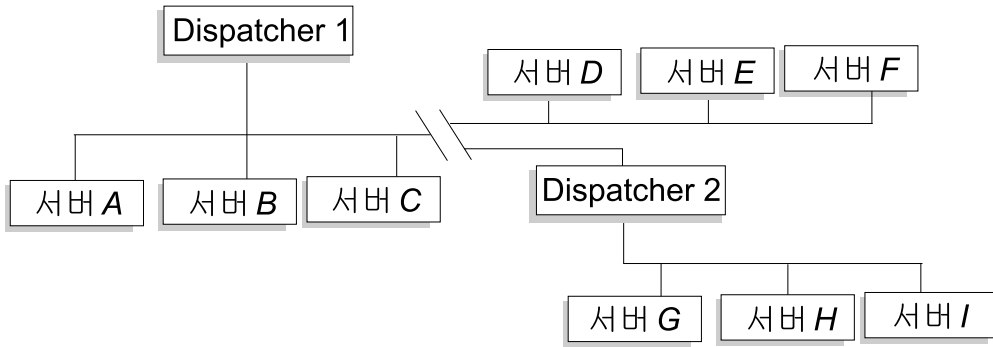 Dispatcher 1
서버 D
서버 E
서버 F
서버 A
서버 B
서버 C
Dispatcher 2
서버 G
서버 H
서버 I